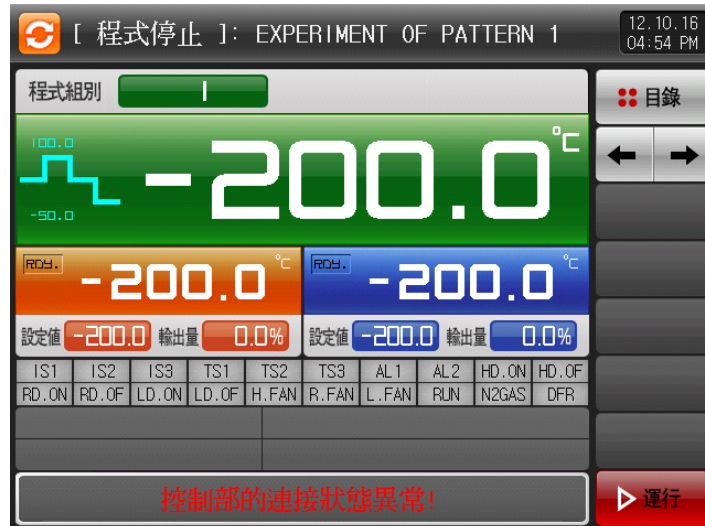 [ 程式停止 ]: EXPERIMENT OF PATTERN 1
12.10.16
04:54 PM
程式組別 1
目錄
100.0
-50.0
-200.0 ℃
RDY. -200.0 ℃
RDY. -200.0 ℃
設定値 -200.0 輸出量 0.0%
設定値 -200.0 輸出量 0.0%
IS1 IS2 IS3 TS1 TS2 TS3 AL1 AL2 HD.ON HD.OF
RD.ON RD.OF LD.ON LD.OF H.FAN R.FAN L.FAN RUN N2GAS DFR
控制部的連接狀態異常!
運行